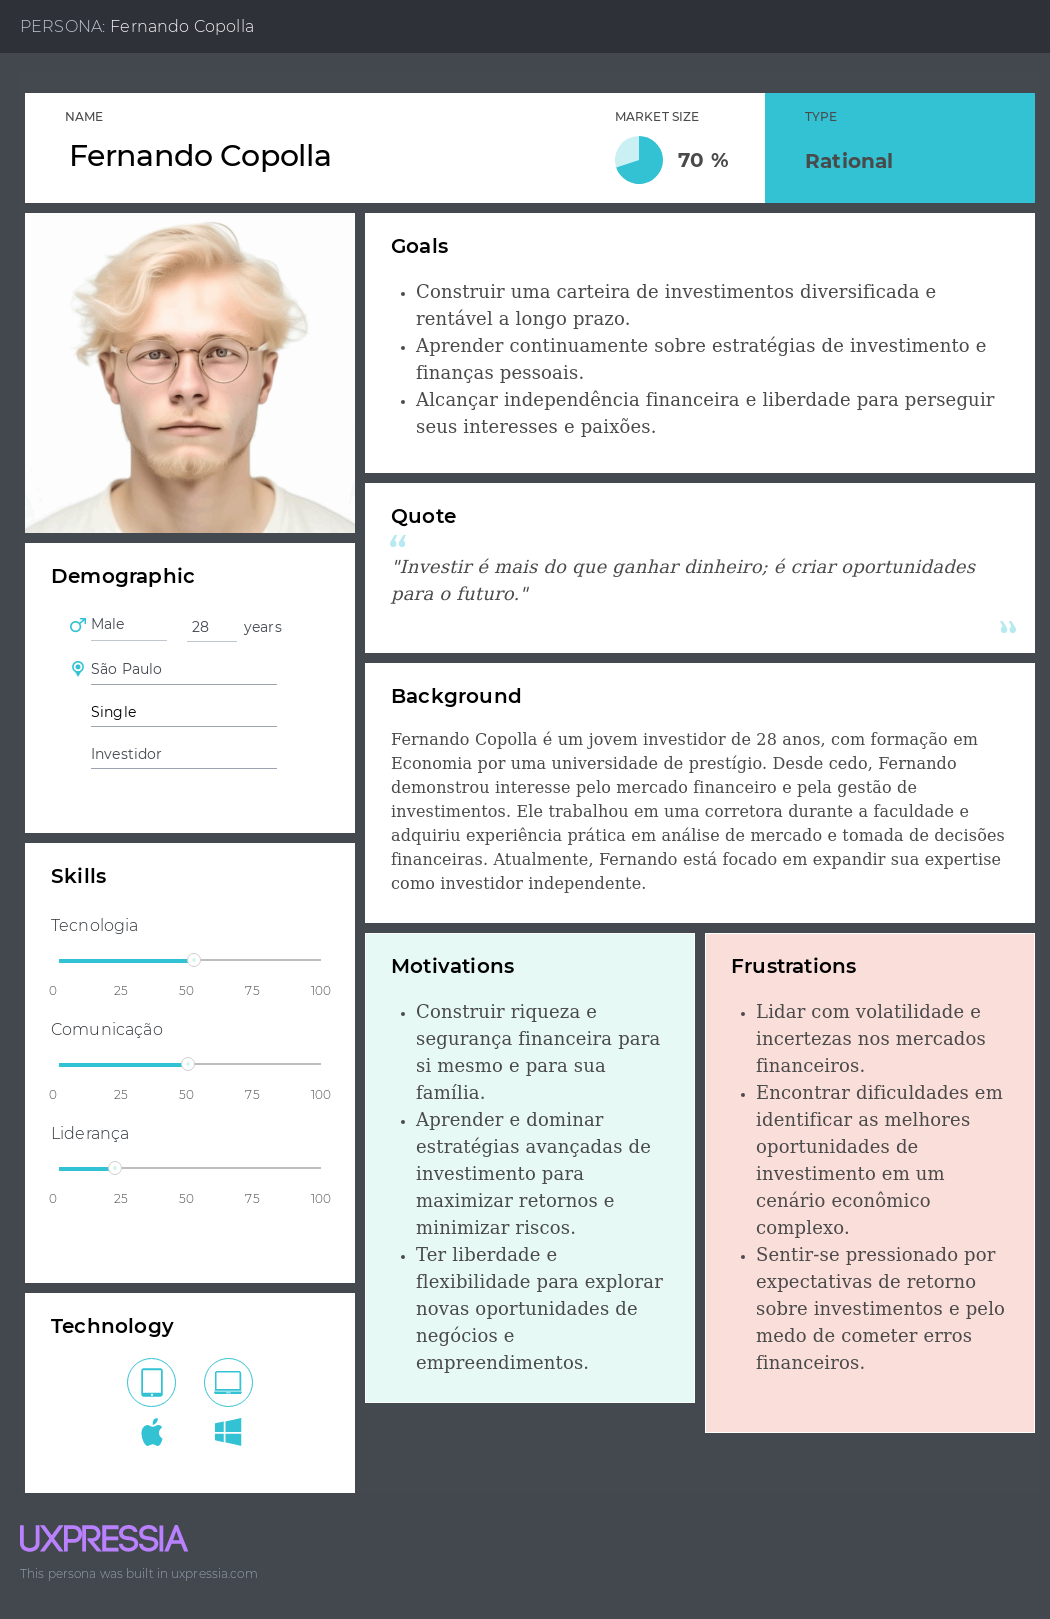 PERSONA: Fernando Copolla
NAME
Fernando Copolla
MARKET SIZE
70 %
TYPE
Rational
Goals
• Construir uma carteira de investimentos diversificada e
rentável a longo prazo.
• Aprender continuamente sobre estratégias de investimento e
finanças pessoais.
• Alcançar independência financeira e liberdade para perseguir
seus interesses e paixões.
Quote
“
"Investir é mais do que ganhar dinheiro; é criar oportunidades
para o futuro."
”
Demographic
Male
28 years
São Paulo
Single
Investidor
Background
Fernando Copolla é um jovem investidor de 28 anos, com formação em
Economia por uma universidade de prestígio. Desde cedo, Fernando
demonstrou interesse pelo mercado financeiro e pela gestão de
investimentos. Ele trabalhou em uma corretora durante a faculdade e
adquiriu experiência prática em análise de mercado e tomada de decisões
financeiras. Atualmente, Fernando está focado em expandir sua expertise
como investidor independente.
Skills
Tecnologia
0 25 50 75 100
Comunicação
0 25 50 75 100
Liderança
0 25 50 75 100
Technology
Motivations
• Construir riqueza e
segurança financeira para
si mesmo e para sua
família.
• Aprender e dominar
estratégias avançadas de
investimento para
maximizar retornos e
minimizar riscos.
• Ter liberdade e
flexibilidade para explorar
novas oportunidades de
negócios e
empreendimentos.
Frustrations
• Lidar com volatilidade e
incertezas nos mercados
financeiros.
• Encontrar dificuldades em
identificar as melhores
oportunidades de
investimento em um
cenário econômico
complexo.
• Sentir-se pressionado por
expectativas de retorno
sobre investimentos e pelo
medo de cometer erros
financeiros.
UXPRESSIA
This persona was built in uxpressia.com